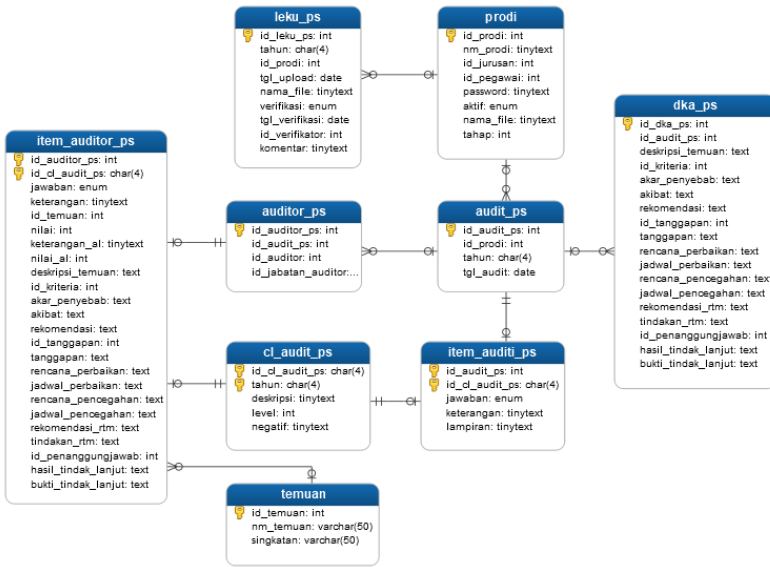 leku_ps
id_leku_ps: int
tahun: char(4)
id_prodi: int
tgl_upload: date
nama_file: tinytext
verifikasi: enum
tgl_verifikasi: date
id_verifikator: int
komentar: tinytext
prodi
id_prodi: int
nm_prodi: tinytext
id_jurusan: int
id_pegawai: int
password: tinytext
aktif: enum
nama_file: tinytext
tahap: int
dka_ps
id_dka_ps: int
id_audit_ps: int
deskripsi_temuan: text
id_kriteria: int
akar_penyebab: text
akibat: text
rekomendasi: text
id_tanggapan: int
tanggapan: text
rencana_perbaikan: text
jadwal_perbaikan: text
rencana_pencegahan: text
jadwal_pencegahan: text
rekomendasi_rtm: text
tindakan_rtm: text
id_penanggungjawab: int
hasil_tindak_lanjut: text
bukti_tindak_lanjut: text
item_auditor_ps
id_auditor_ps: int
id_cl_audit_ps: char(4)
jawaban: enum
keterangan: tinytext
id_temuan: int
nilai: int
keterangan_al: tinytext
nilai_al: int
deskripsi_temuan: text
id_kriteria: int
akar_penyebab: text
akibat: text
rekomendasi: text
id_tanggapan: int
tanggapan: text
rencana_perbaikan: text
jadwal_perbaikan: text
rencana_pencegahan: text
jadwal_pencegahan: text
rekomendasi_rtm: text
tindakan_rtm: text
id_penanggungjawab: int
hasil_tindak_lanjut: text
bukti_tindak_lanjut: text
auditor_ps
id_auditor_ps: int
id_audit_ps: int
id_auditor: int
id_jabatan_auditor:...
audit_ps
id_audit_ps: int
id_prodi: int
tahun: char(4)
tgl_audit: date
cl_audit_ps
id_cl_audit_ps: char(4)
tahun: char(4)
deskripsi: tinytext
level: int
negatif: tinytext
item_auditi_ps
id_audit_ps: int
id_cl_audit_ps: char(4)
jawaban: enum
keterangan: tinytext
lampiran: tinytext
temuan
id_temuan: int
nm_temuan: varchar(50)
singkatan: varchar(50)